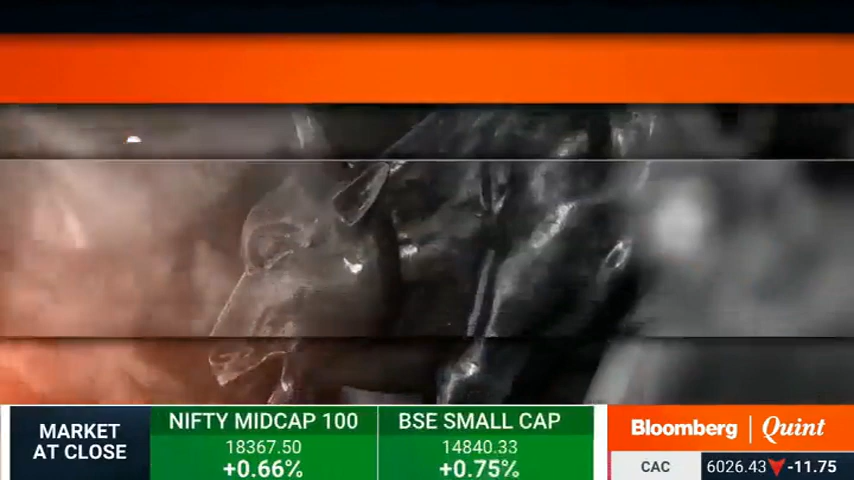 MARKET
AT CLOSE
NIFTY MIDCAP 100
18367.50
+0.66%
BSE SMALL CAP
14840.33
+0.75%
Bloomberg | Quint
CAC 6026.43 -11.75